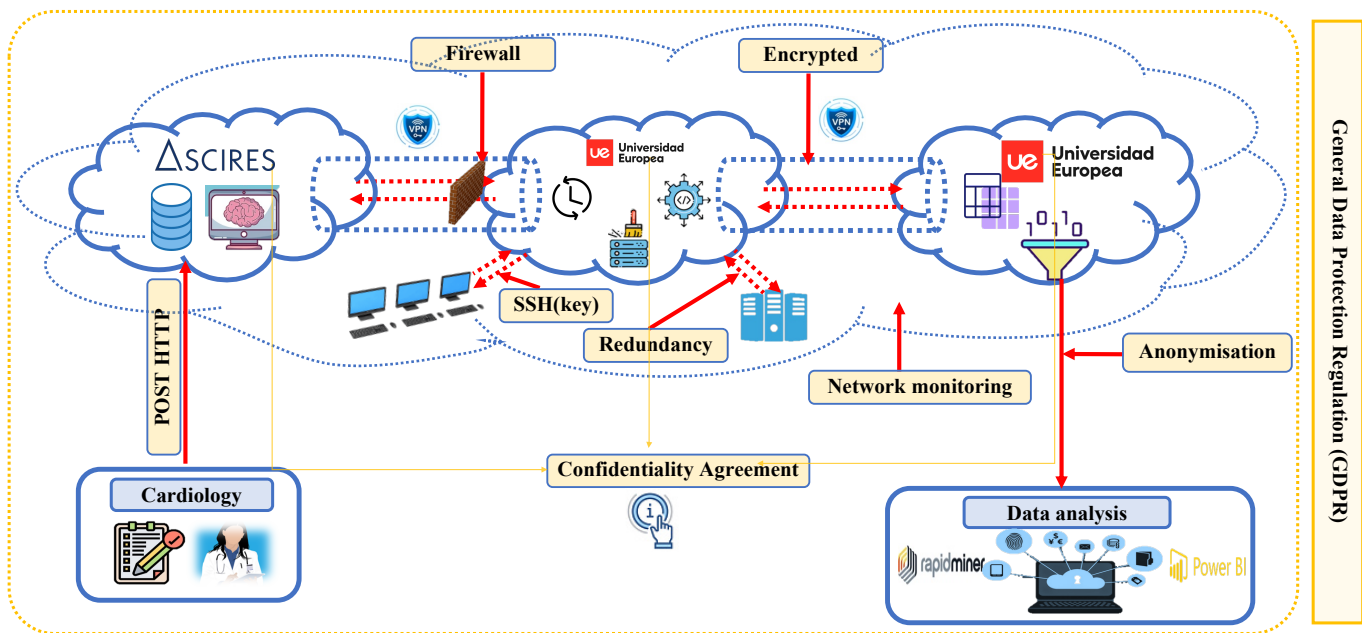 Firewall
Encrypted
VPN
VPN
ASCIRES
ue Universidad
Europea
ue Universidad
Europea
1010
SSH(key)
Redundancy
Network monitoring
Anonymisation
POST HTTP
Confidentiality Agreement
Cardiology
Data analysis
rapidminer
Power BI
General Data Protection Regulation (GDPR)